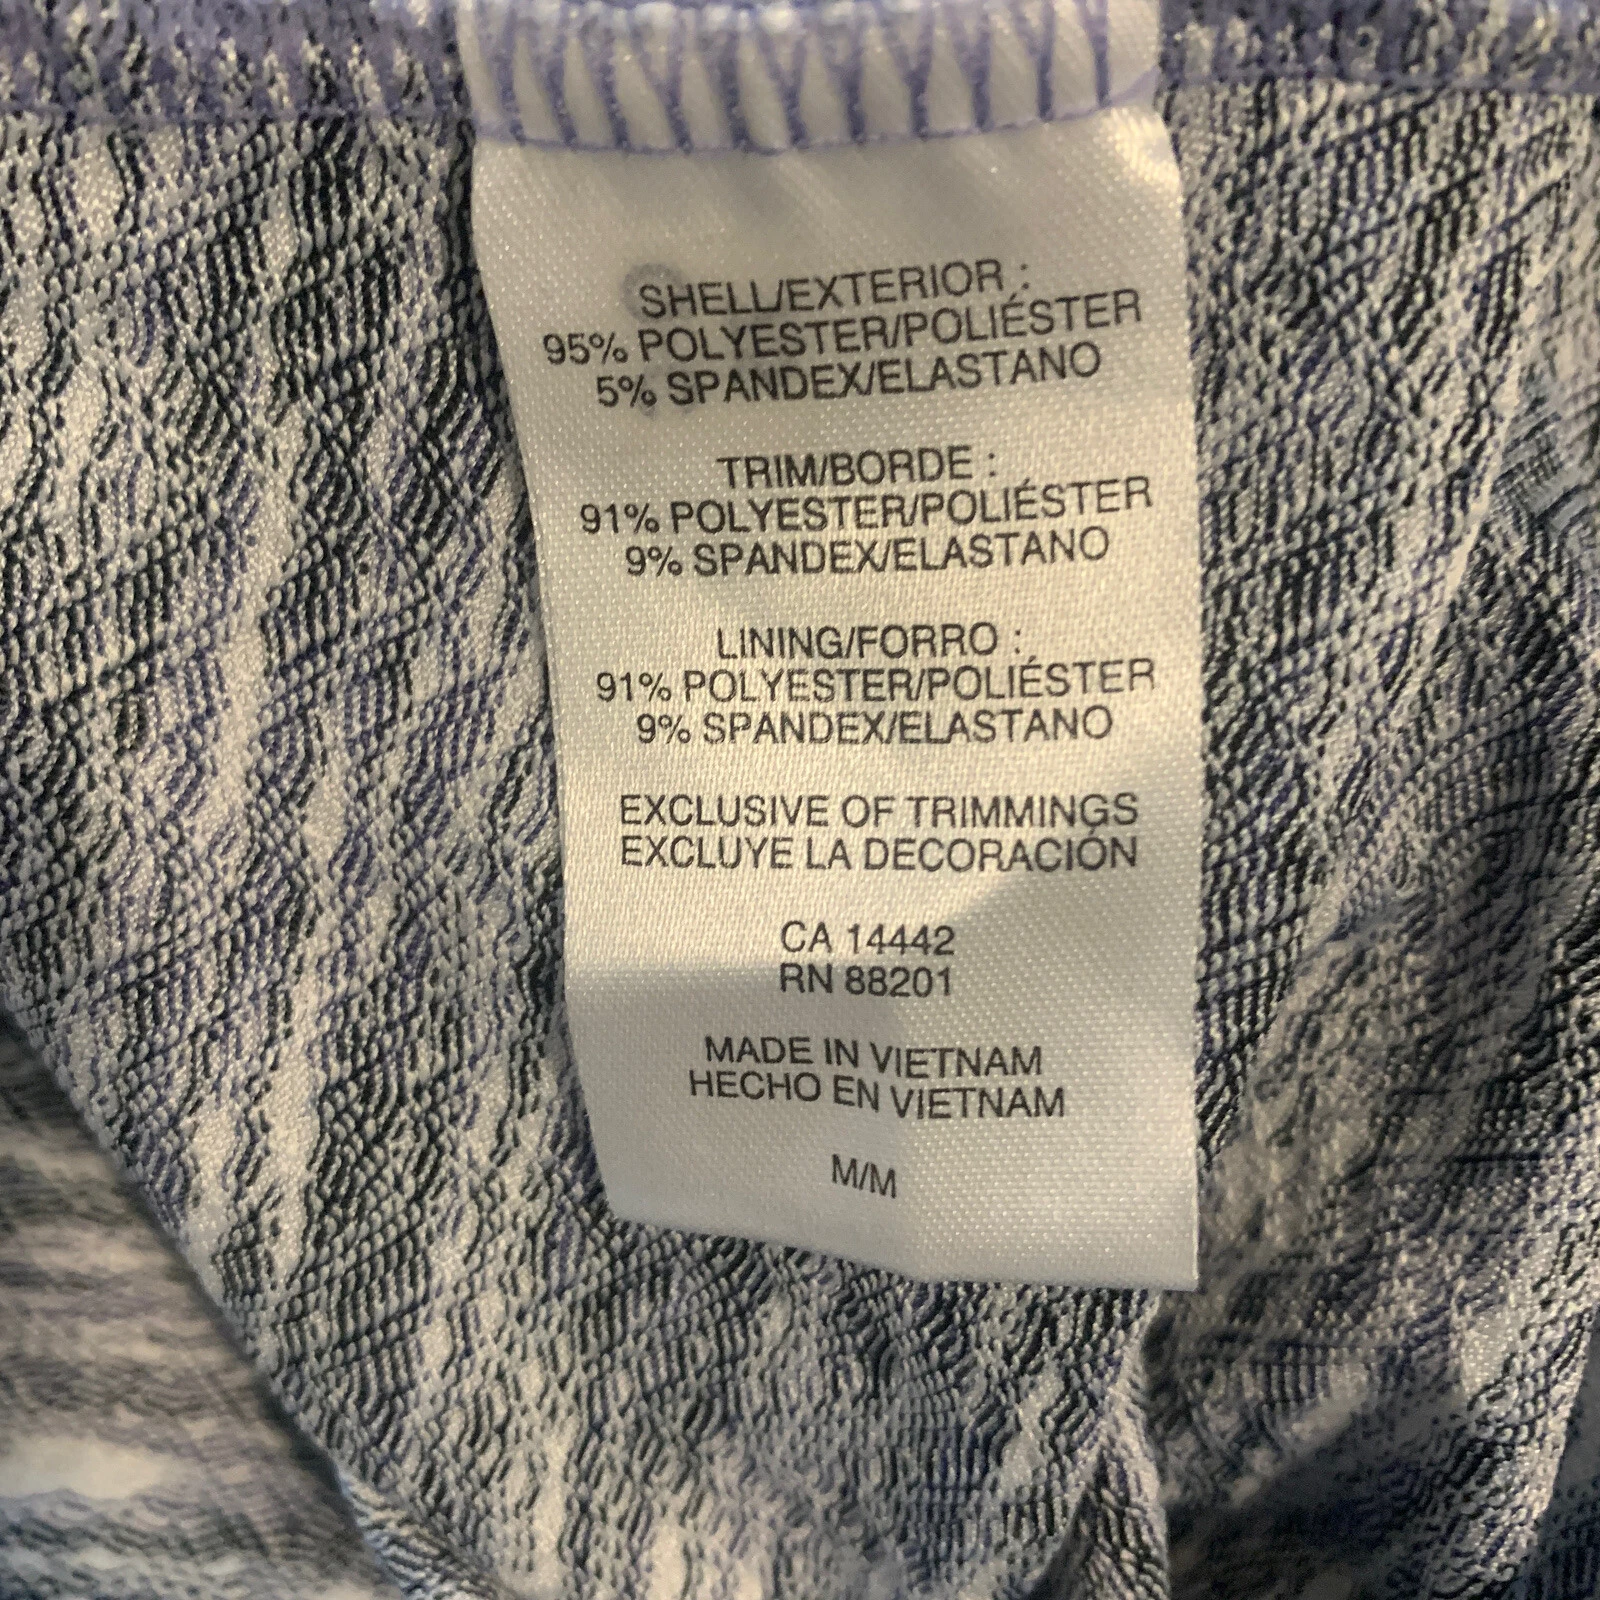 SHELL/EXTERIOR :
95% POLYESTER/POLIÉSTER
5% SPANDEX/ELASTANO
TRIM/BORDE :
91% POLYESTER/POLIÉSTER
9% SPANDEX/ELASTANO
LINING/FORRO :
91% POLYESTER/POLIÉSTER
9% SPANDEX/ELASTANO
EXCLUSIVE OF TRIMMINGS
EXCLUYE LA DECORACIÓN
CA 14442
RN 88201
MADE IN VIETNAM
HECHO EN VIETNAM
M/M